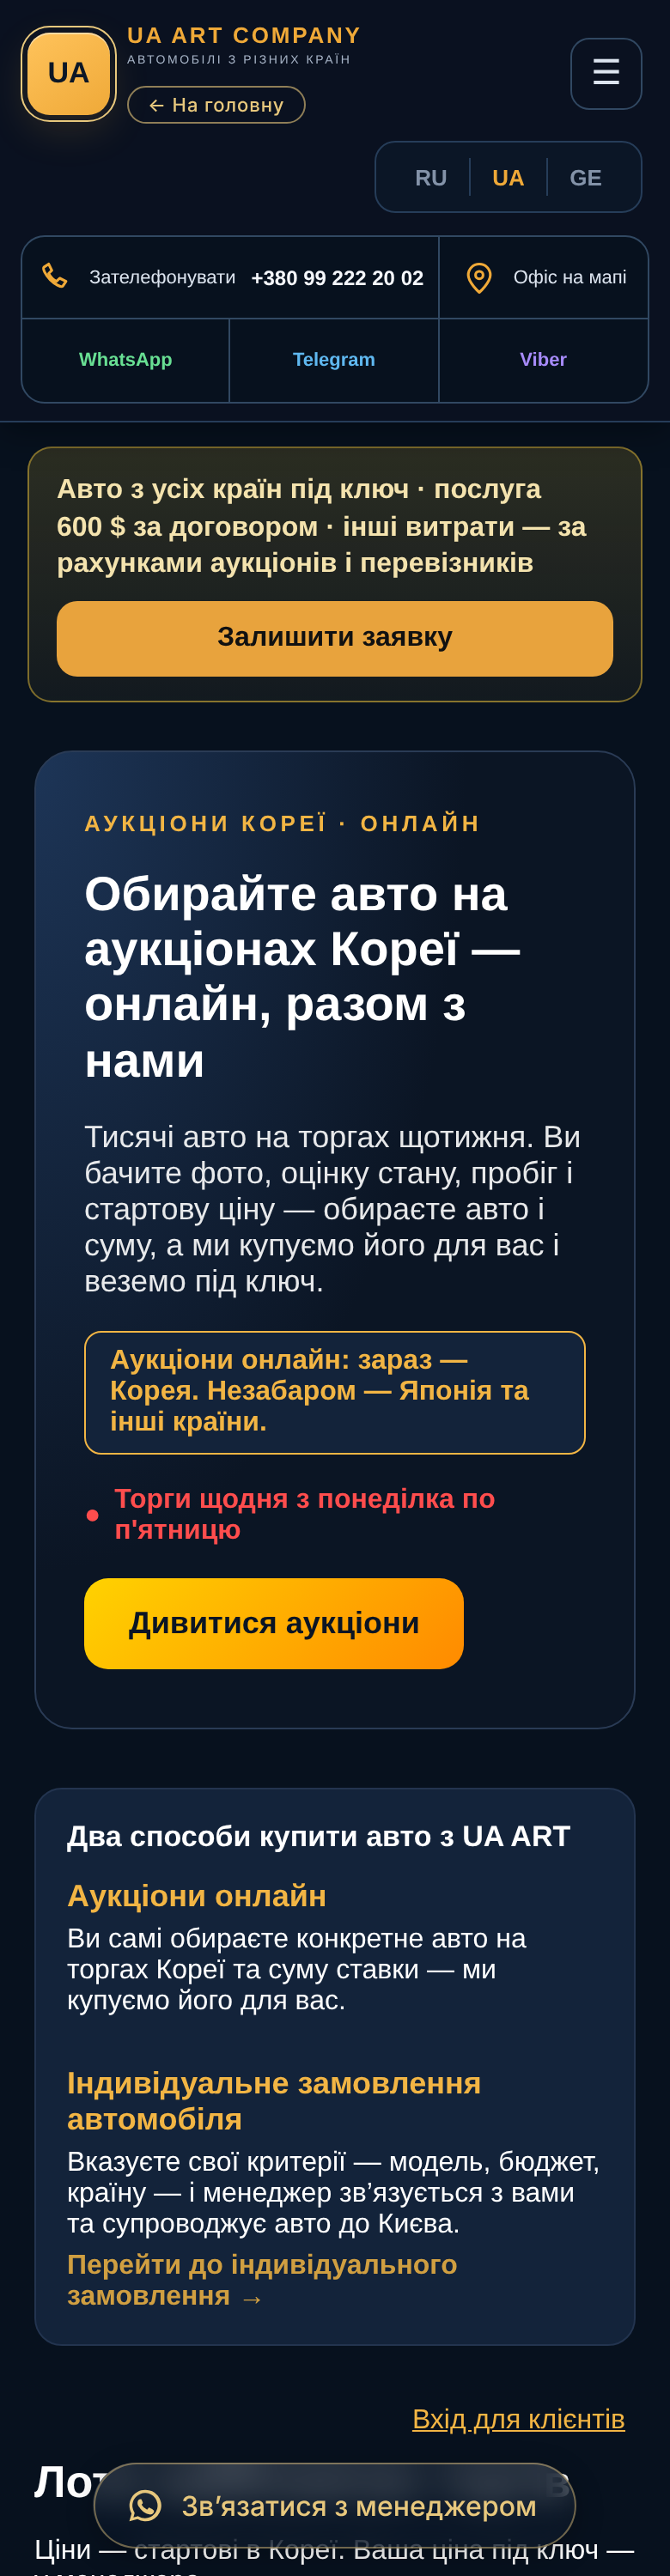 UA
UA ART COMPANY
АВТОМОБІЛІ З РІЗНИХ КРАЇН
← На головну
☰
RU UA GE
Зателефонувати +380 99 222 20 02
Офіс на мапі
WhatsApp Telegram Viber
Авто з усіх країн під ключ · послуга
600 $ за договором · інші витрати — за
рахунками аукціонів і перевізників
Залишити заявку
АУКЦІОНИ КОРЕЇ · ОНЛАЙН
Обирайте авто на
аукціонах Кореї —
онлайн, разом з
нами
Тисячі авто на торгах щотижня. Ви
бачите фото, оцінку стану, пробіг і
стартову ціну — обираєте авто і
суму, а ми купуємо його для вас і
веземо під ключ.
Аукціони онлайн: зараз —
Корея. Незабаром — Японія та
інші країни.
● Торги щодня з понеділка по
п'ятницю
Дивитися аукціони
Два способи купити авто з UA ART
Аукціони онлайн
Ви самі обираєте конкретне авто на
торгах Кореї та суму ставки — ми
купуємо його для вас.
Індивідуальне замовлення
автомобіля
Вказуєте свої критерії — модель, бюджет,
країну — і менеджер зв’язується з вами
та супроводжує авто до Києва.
Перейти до індивідуального
замовлення →
Вхід для клієнтів
Зв’язатися з менеджером
Ціни — стартові в Кореї. Ваша ціна під ключ —